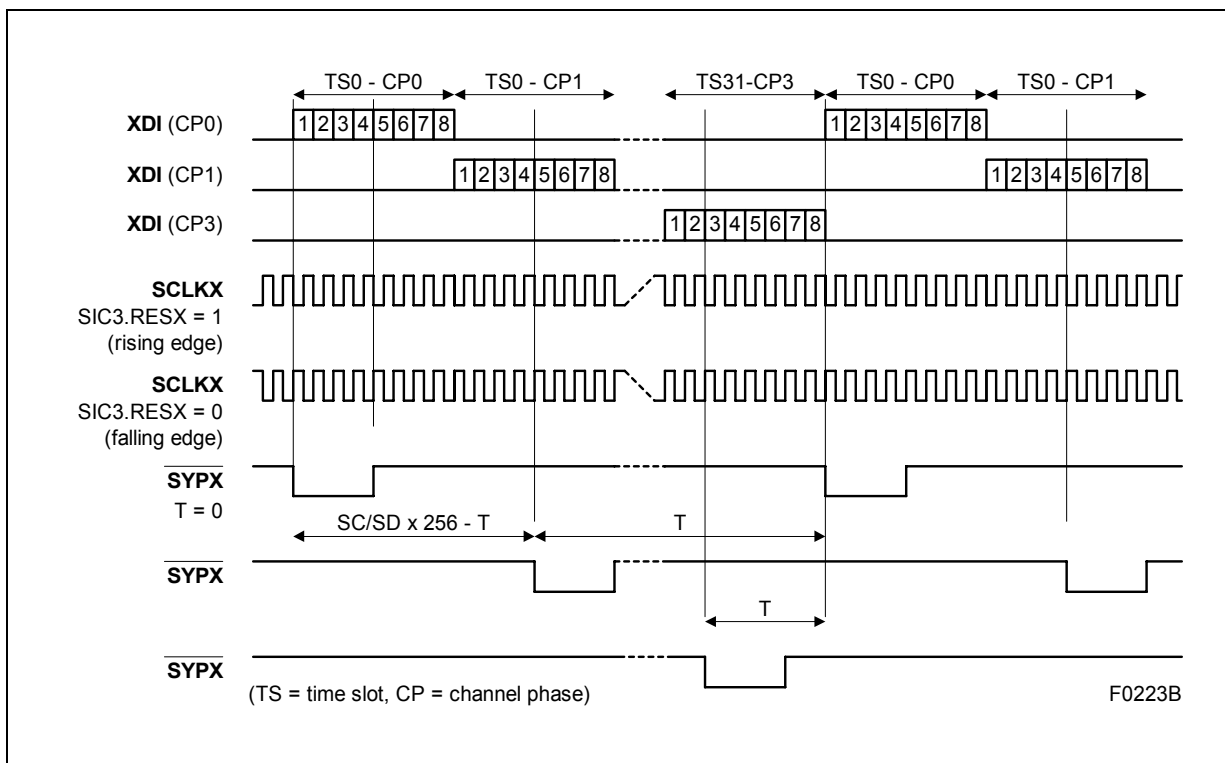 TS0 - CP0 TS0 - CP1 TS31-CP3 TS0 - CP0 TS0 - CP1
XDI (CP0) 1 2 3 4 5 6 7 8 1 2 3 4 5 6 7 8
XDI (CP1) 1 2 3 4 5 6 7 8 1 2 3 4 5 6 7 8
XDI (CP3) 1 2 3 4 5 6 7 8
SCLKX
SIC3.RESX = 1
(rising edge)
SCLKX
SIC3.RESX = 0
(falling edge)
SYPX
T = 0
SC/SD x 256 - T T
SYPX
T
SYPX
(TS = time slot, CP = channel phase) F0223B